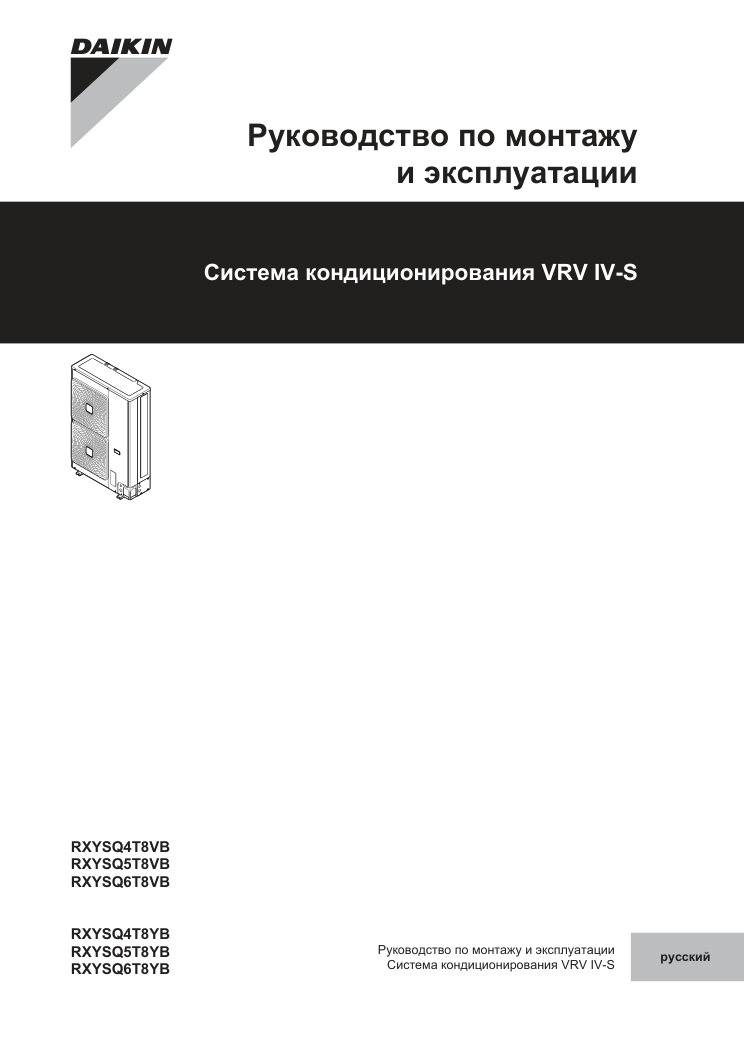 DAIKIN
Руководство по монтажу
и эксплуатации
Система кондиционирования VRV IV-S
RXYSQ4T8VB
RXYSQ5T8VB
RXYSQ6T8VB
RXYSQ4T8YB
RXYSQ5T8YB
RXYSQ6T8YB
Руководство по монтажу и эксплуатации
Система кондиционирования VRV IV-S
русский